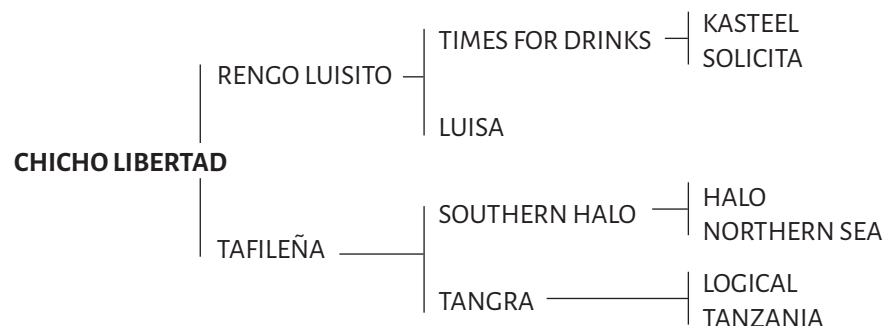 KASTEEL
TIMES FOR DRINKS
SOLICITA
RENGO LUISITO
LUISA
CHICHO LIBERTAD
HALO
SOUTHERN HALO
NORTHERN SEA
TAFILEÑA
LOGICAL
TANGRA
TANZANIA